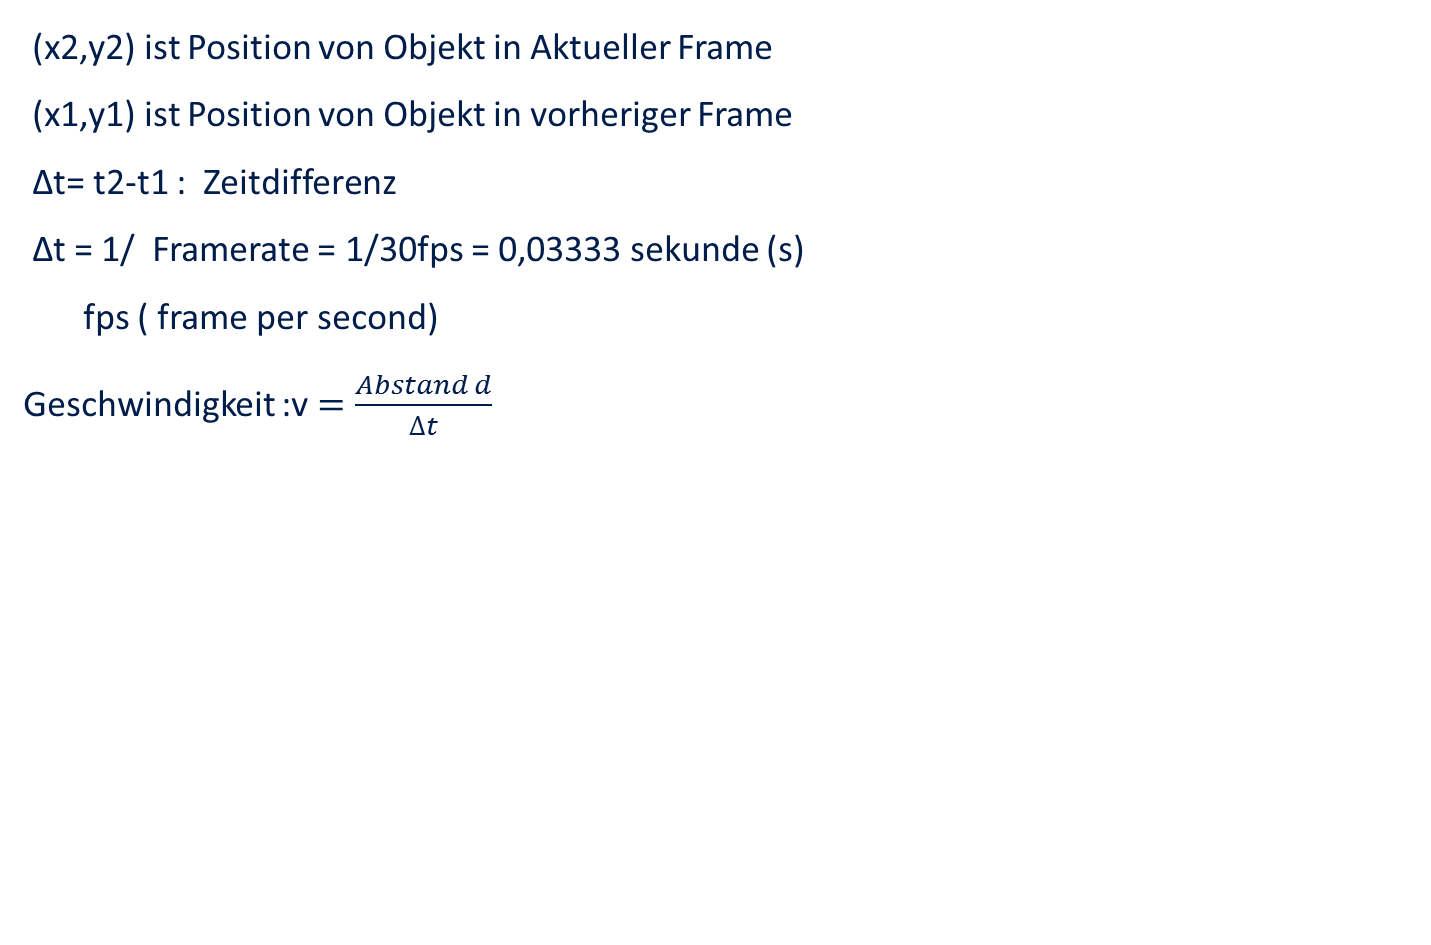 (x2,y2) ist Position von Objekt in Aktueller Frame
(x1,y1) ist Position von Objekt in vorheriger Frame
Δt= t2-t1 :  Zeitdifferenz
Δt = 1/  Framerate = 1/30fps = 0,03333 sekunde (s)
fps ( frame per second)
Geschwindigkeit :v = Abstand d / Δt